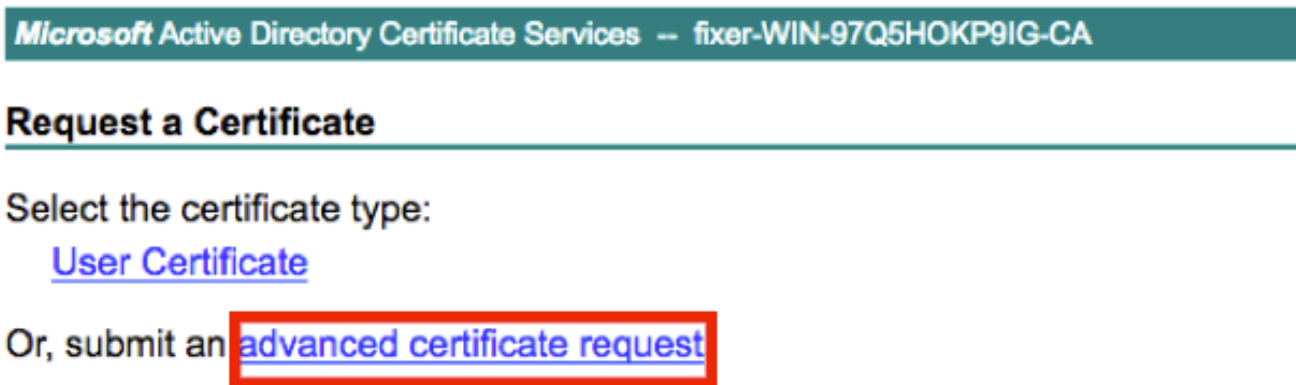 Microsoft Active Directory Certificate Services -- fixer-WIN-97Q5HOKP9IG-CA
Request a Certificate
Select the certificate type:
User Certificate
Or, submit an advanced certificate request